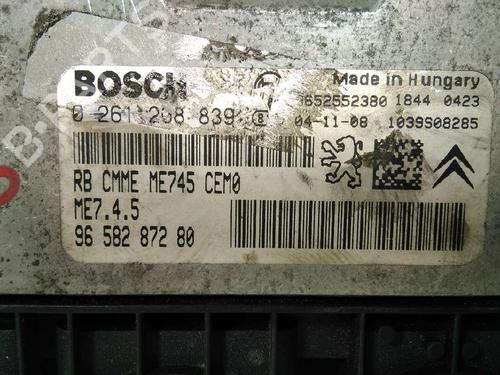 BOSCH
Made in Hungary
9652552380 1844 0423
0 261 208 839
04-11-08 1039S08285
RB CMME ME745 CEM0
ME7.4.5
96 582 872 80